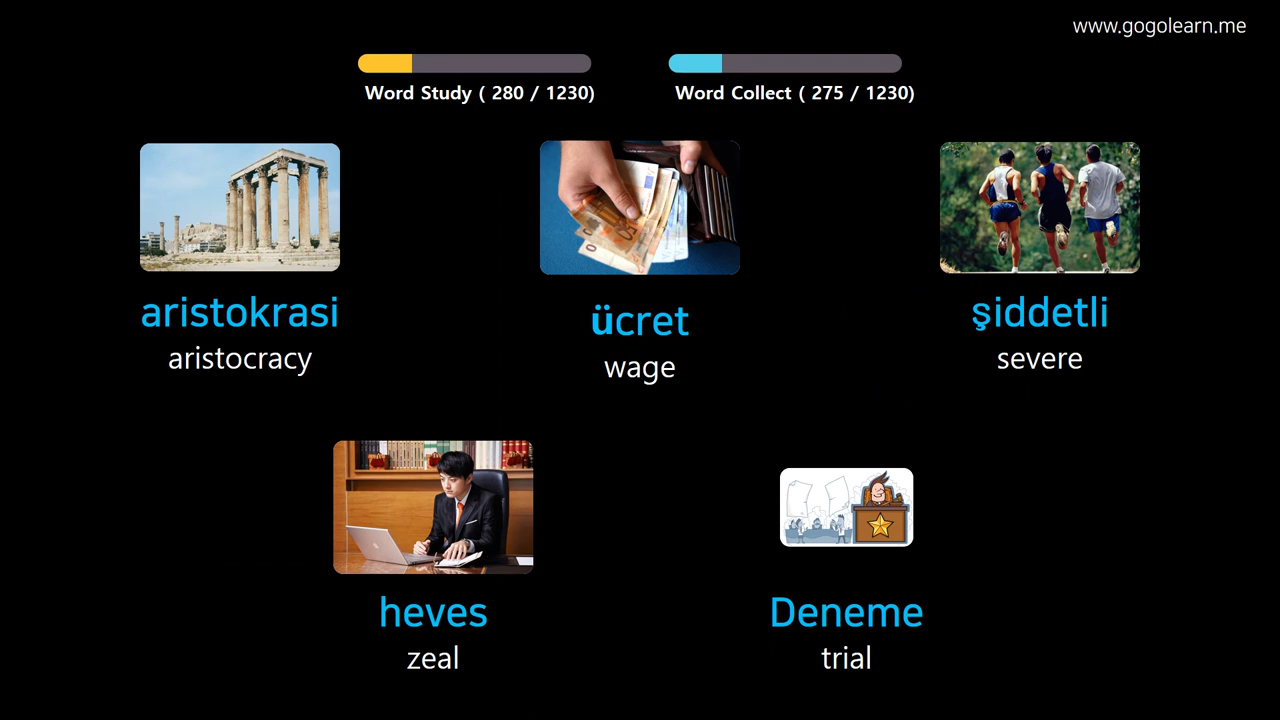 www.gogolearn.me
Word Study ( 280 / 1230)
Word Collect ( 275 / 1230)
aristokrasi
aristocracy
ücret
wage
şiddetli
severe
heves
zeal
Deneme
trial